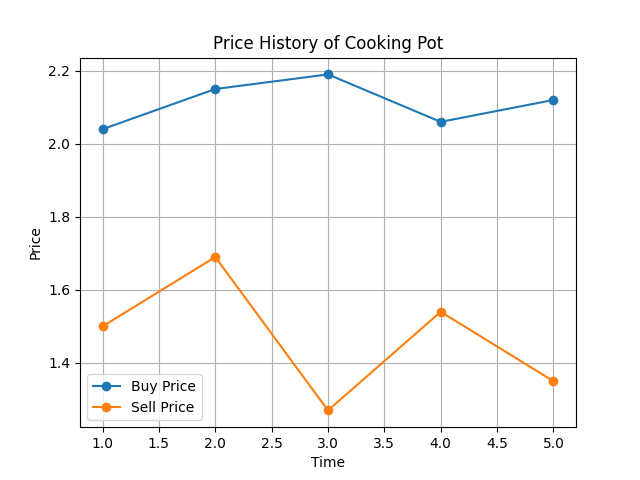 Price History of Cooking Pot
2.2
2.0
1.8
1.6
1.4
Price
Buy Price
Sell Price
1.0 1.5 2.0 2.5 3.0 3.5 4.0 4.5 5.0
Time